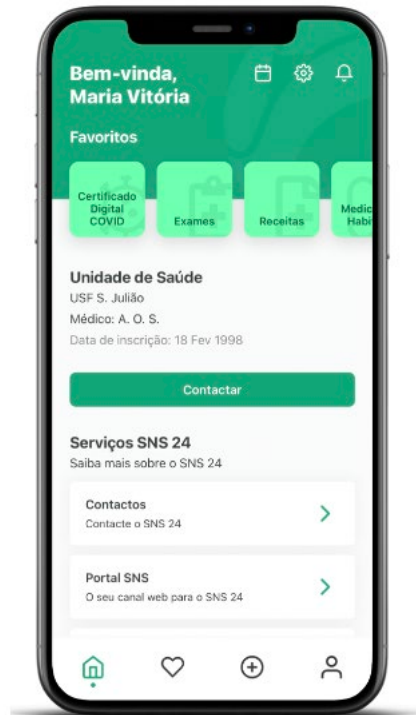 Bem-vinda,
Maria Vitória
Favoritos
Certificado
Digital
COVID
Exames
Receitas
Unidade de Saúde
USF S. Julião
Médico: A. O. S.
Data de inscrição: 18 Fev 1998
Contactar
Serviços SNS 24
Saiba mais sobre o SNS 24
Contactos
Contacte o SNS 24
Portal SNS
O seu canal web para o SNS 24